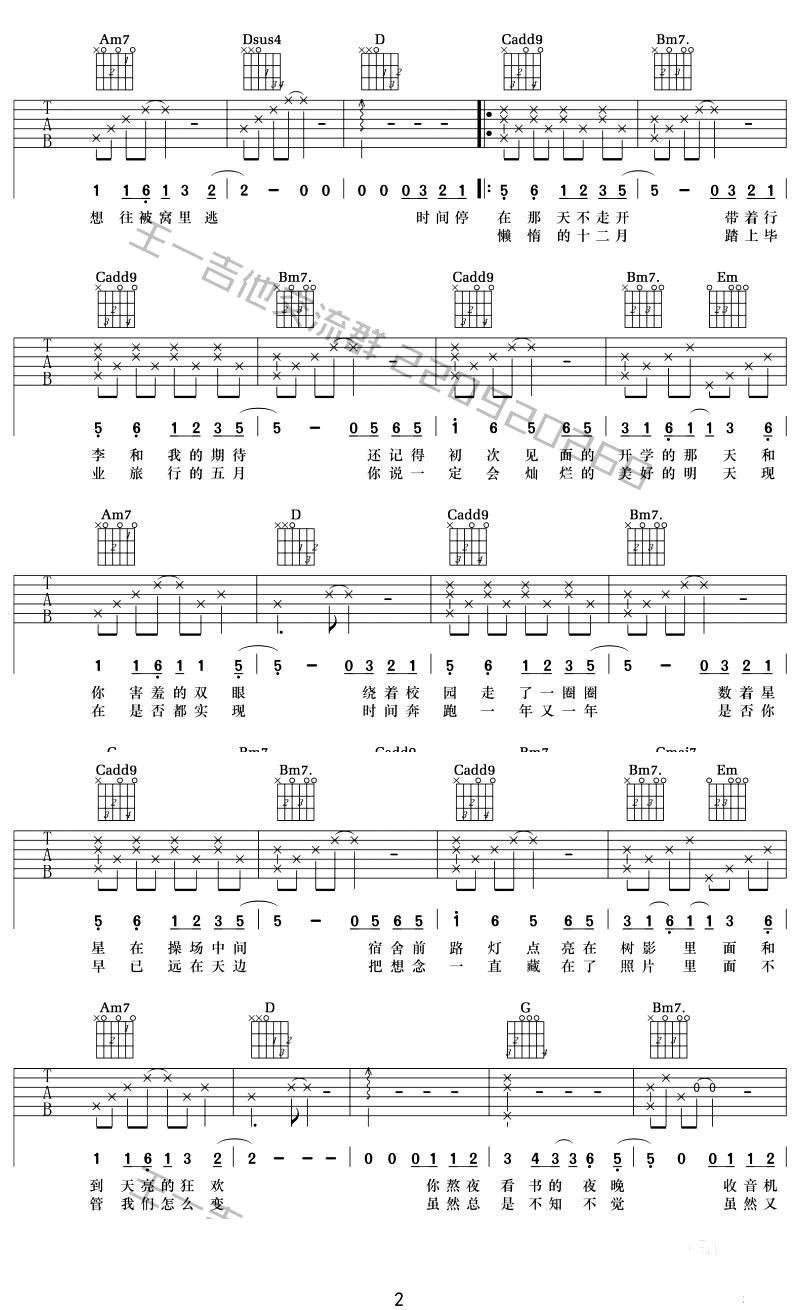 Am7 Dsus4 D Cadd9 Bm7.
T A B
1 1 6 1 3 2 | 2 - 0 0 | 0 0 0 3 2 1 |: 5 6 1 2 3 5 | 5 - 0 3 2 1
想往被窝里逃 时间停 在那天不走开 带着行
懒惰的十二月 踏上毕
王一吉他交流群 220920268
Cadd9 Bm7. Cadd9 Bm7. Em
T A B
5 6 1 2 3 5 | 5 - 0 5 6 5 | 1 6 5 6 5 | 3 1 6 1 1 3 6
李和我的期待 还记得 初次见面的 开学的那天和
业旅行的五月 你说一 定会灿烂的 美好的明天现
Am7 D Cadd9 Bm7.
T A B
1 1 6 1 1 5 | 5 - 0 3 2 1 | 5 6 1 2 3 5 | 5 - 0 3 2 1
你害羞的双眼 绕着校 园走了一圈圈 数着星
在是否都实现 时间奔 跑一年又一年 是否你
Cadd9 Bm7. Cadd9 Bm7. Em
T A B
5 6 1 2 3 5 | 5 - 0 5 6 5 | 1 6 5 6 5 | 3 1 6 1 1 3 6
星在操场中间 宿舍前 路灯点亮在 树影里面和
早已远在天边 把想念 一直藏在了 照片里面不
Am7 D G Bm7.
T A B
1 1 6 1 3 2 | 2 - - - | 0 0 0 1 1 2 | 3 4 3 3 6 5 | 5 0 0 1 1 2
到天亮的狂欢 你熬夜 看书的夜晚 收音机
管我们怎么变 虽然总 是不知不觉 虽然又
王一吉
2